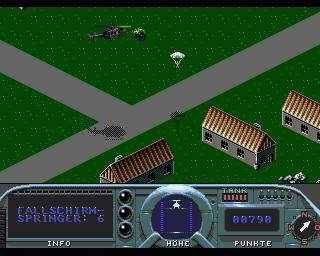 TANK
FALLSCHIRM-
SPRINGER: 6
00790
N
W
O
S
INFO
HÖHE
PUNKTE